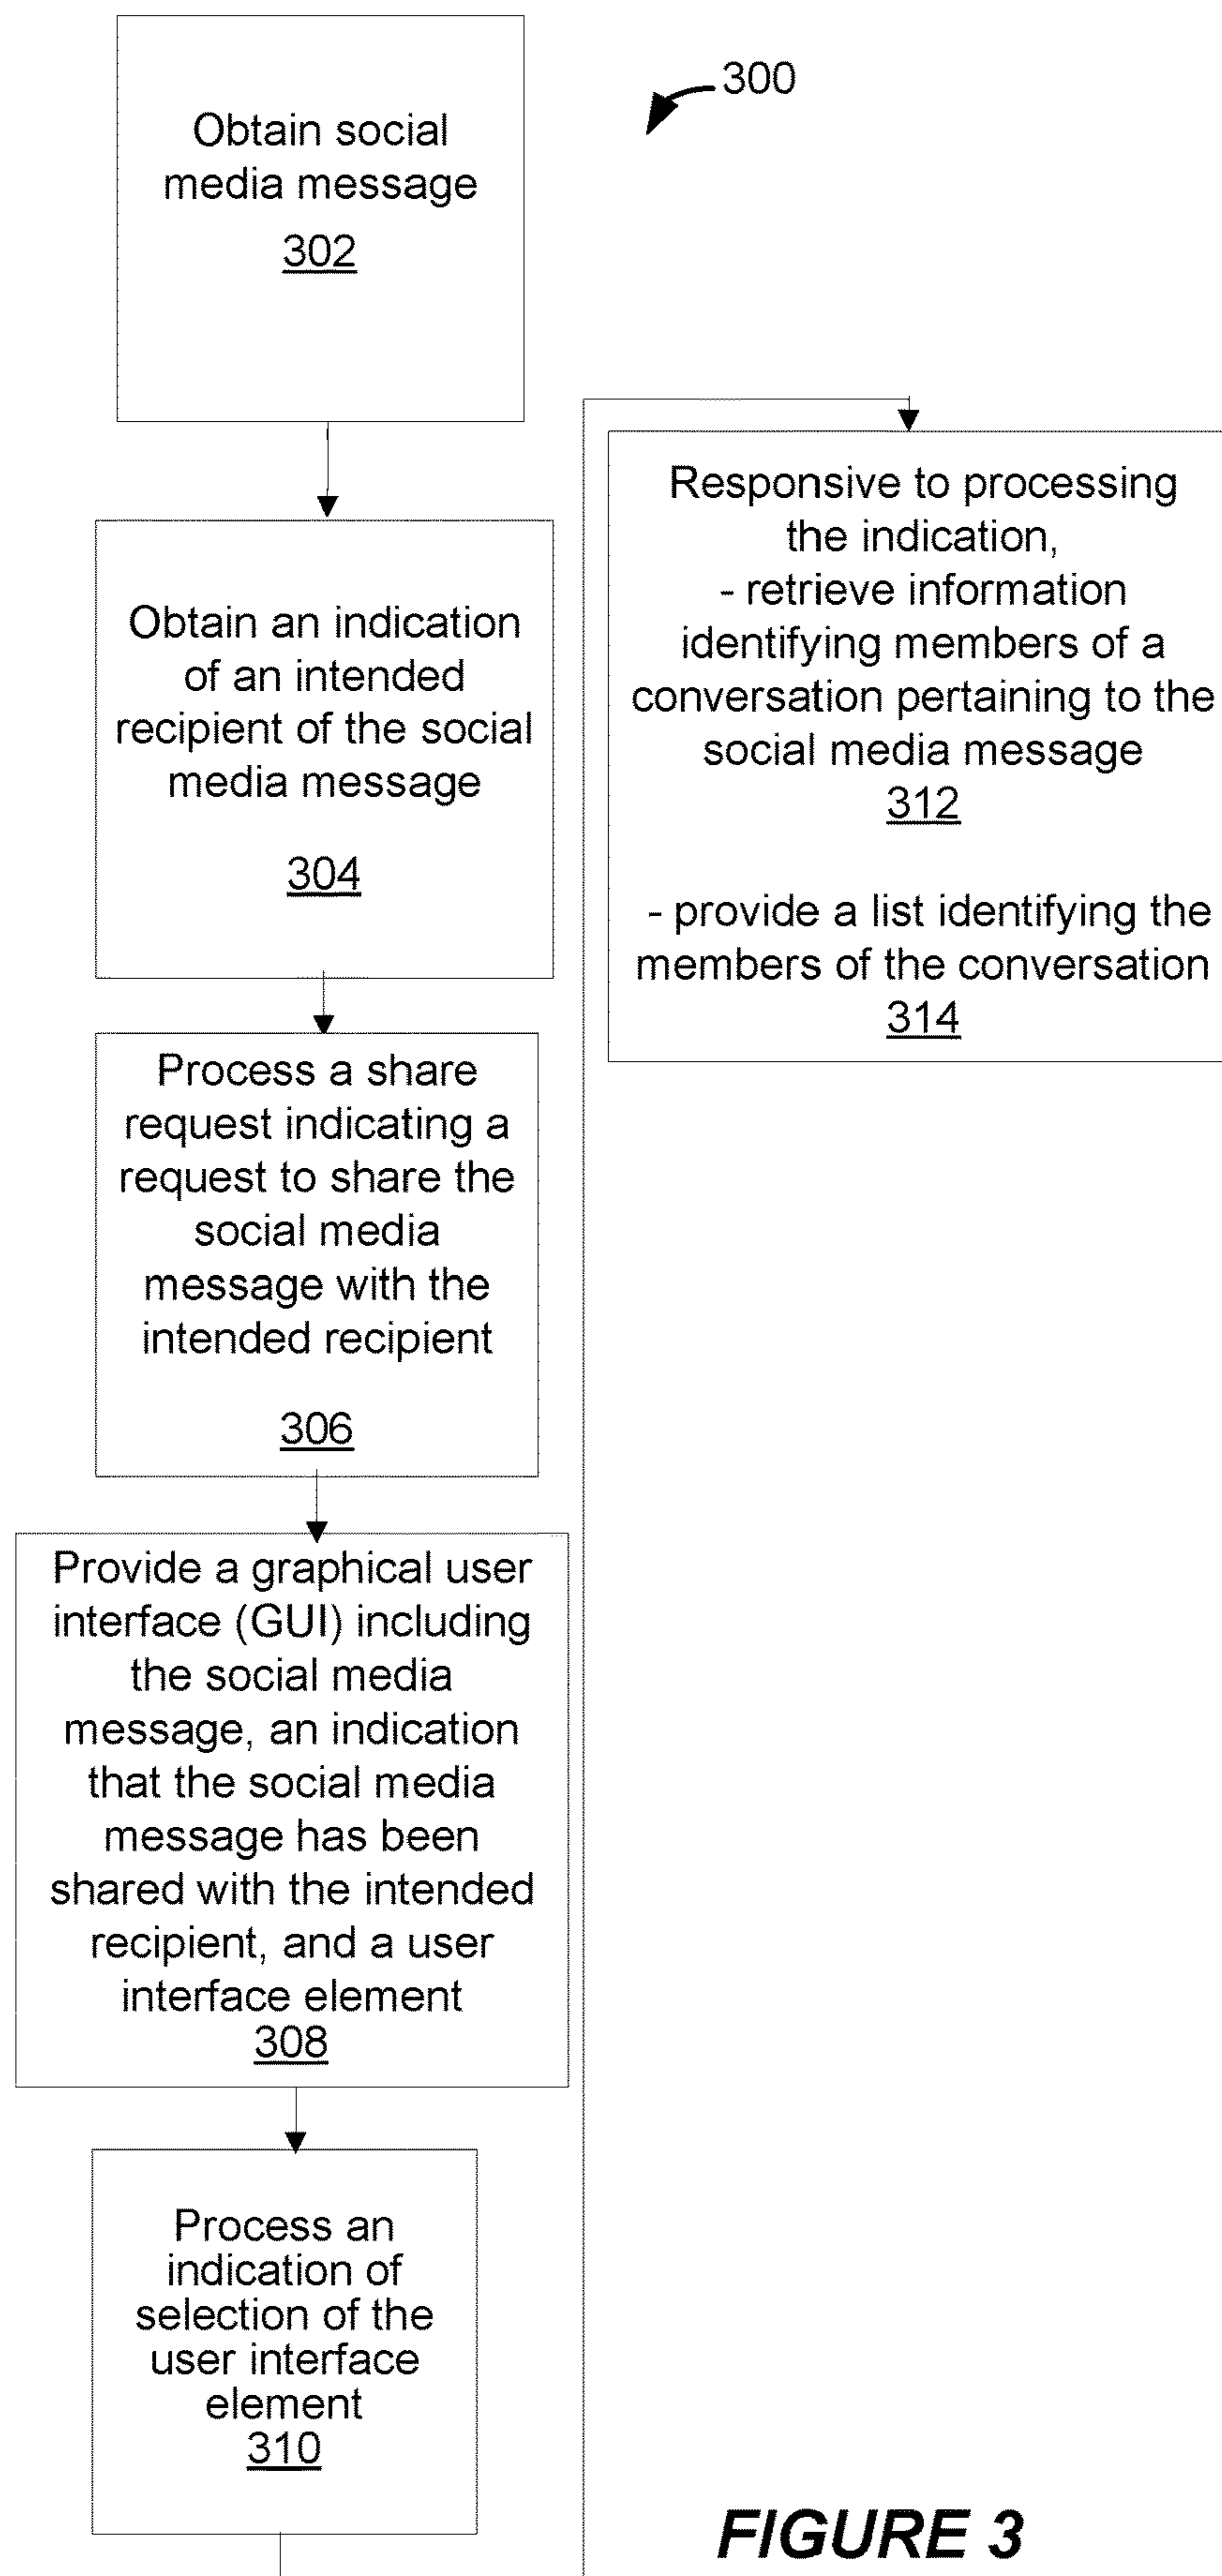 300
Obtain social
media message
302
Obtain an indication
of an intended
recipient of the social
media message
304
Process a share
request indicating a
request to share the
social media
message with the
intended recipient
306
Provide a graphical user
interface (GUI) including
the social media
message, an indication
that the social media
message has been
shared with the intended
recipient, and a user
interface element
308
Process an
indication of
selection of the
user interface
element
310
Responsive to processing
the indication,
- retrieve information
identifying members of a
conversation pertaining to the
social media message
312
- provide a list identifying the
members of the conversation
314
FIGURE 3